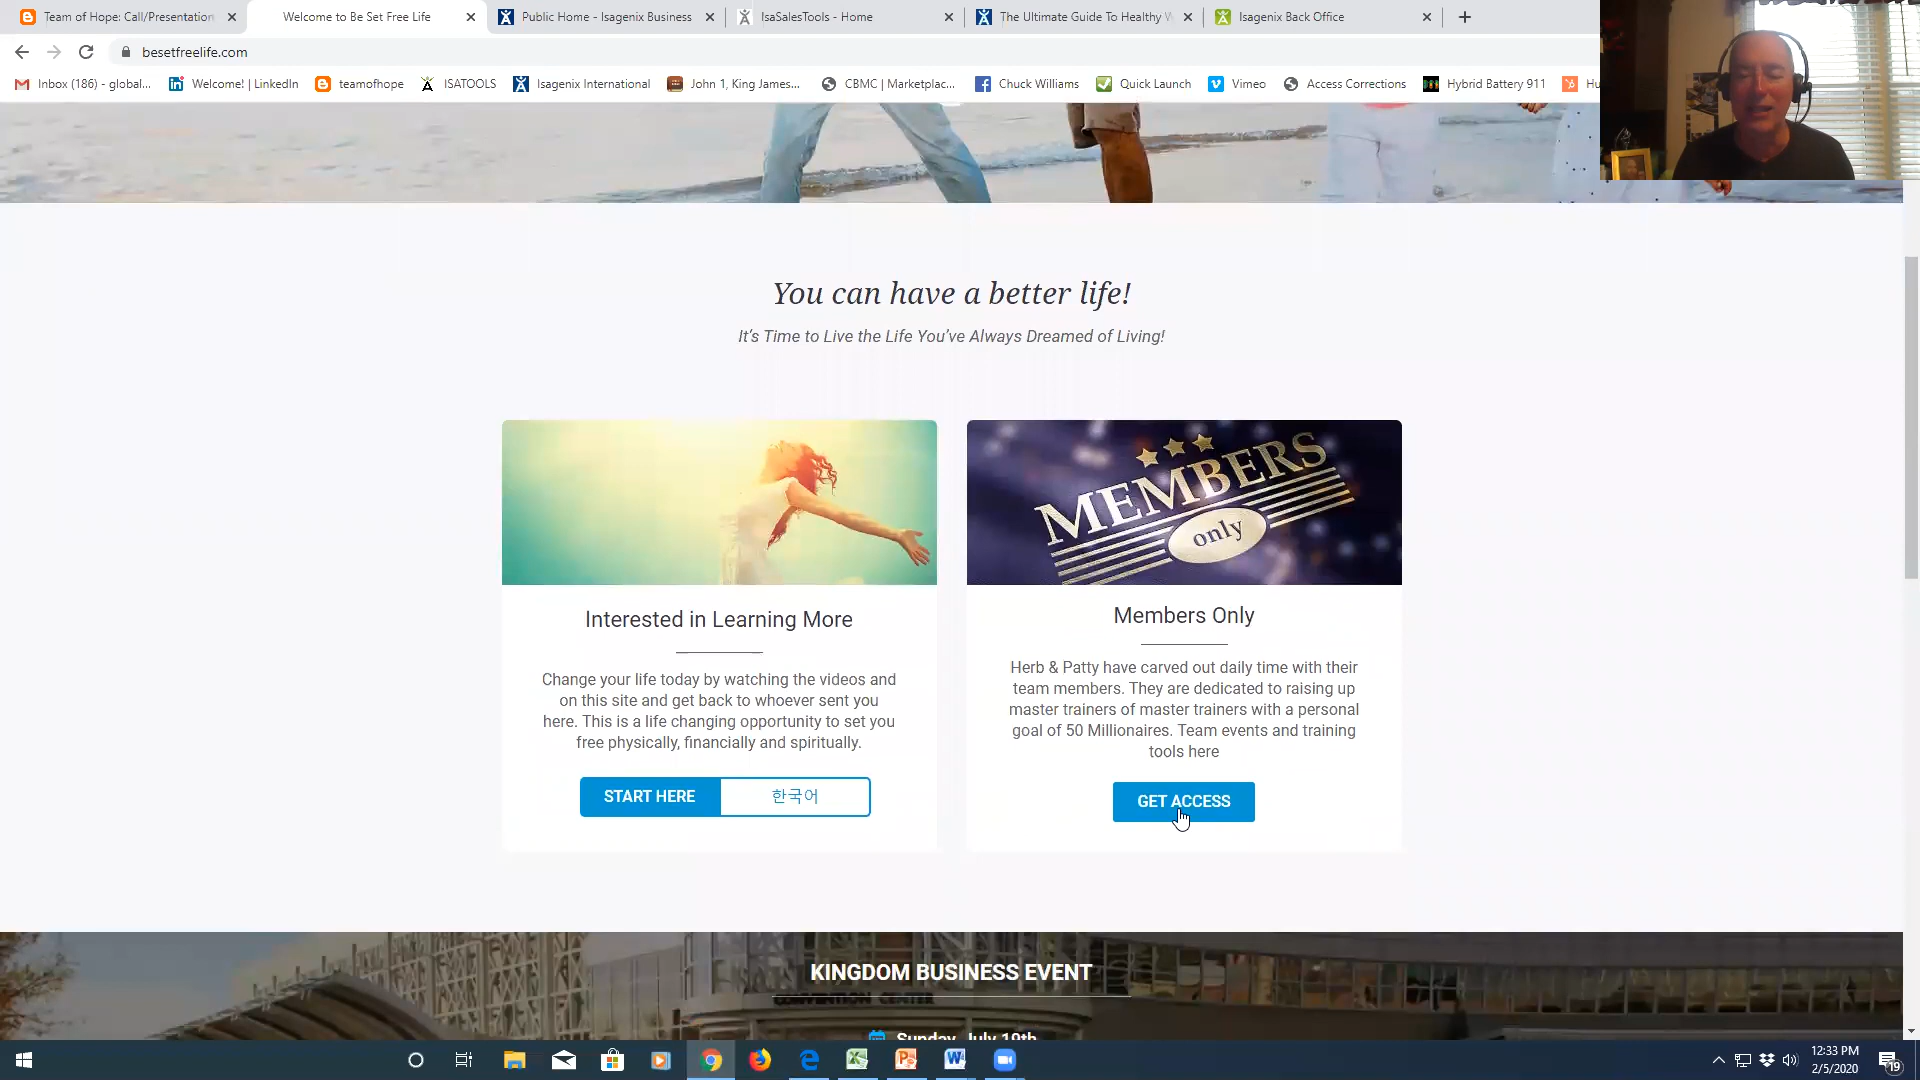 Team of Hope: Call/Presentation
Welcome to Be Set Free Life
Public Home - Isagenix Business
IsaSalesTools - Home
The Ultimate Guide To Healthy W
Isagenix Back Office
besetfreelife.com
Inbox (186) - global...
Welcome! | LinkedIn
teamofhope
ISATOOLS
Isagenix International
John 1, King James...
CBMC | Marketplac...
Chuck Williams
Quick Launch
Vimeo
Access Corrections
Hybrid Battery 911
Hu
You can have a better life!
It's Time to Live the Life You've Always Dreamed of Living!
MEMBERS
only
Interested in Learning More
Change your life today by watching the videos and
on this site and get back to whoever sent you
here. This is a life changing opportunity to set you
free physically, financially and spiritually.
START HERE
한국어
Members Only
Herb & Patty have carved out daily time with their
team members. They are dedicated to raising up
master trainers of master trainers with a personal
goal of 50 Millionaires. Team events and training
tools here
GET ACCESS
KINGDOM BUSINESS EVENT
CONVENTION CENTER
Sunday, July 19th
12:33 PM
2/5/2020
19